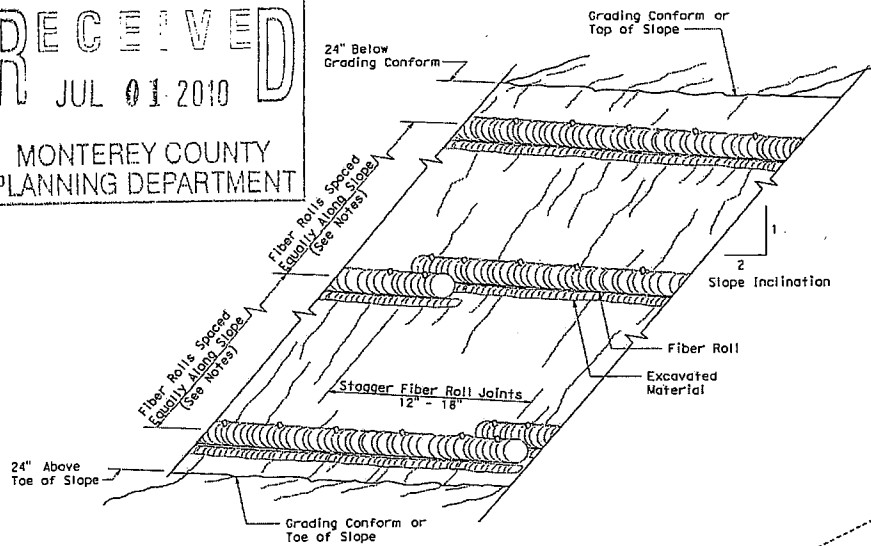 RECEIVED
JUL 01 2010
MONTEREY COUNTY
PLANNING DEPARTMENT
Grading Conform or
Top of Slope
24" Below
Grading Conform
Fiber Rolls Spaced
Equally Along Slope
(See Notes)
1
2
Slope Inclination
Fiber Rolls Spaced
Equally Along Slope
(See Notes)
Fiber Roll
Excavated
Material
Stagger Fiber Roll Joints
12" - 18"
24" Above
Toe of Slope
Grading Conform or
Toe of Slope